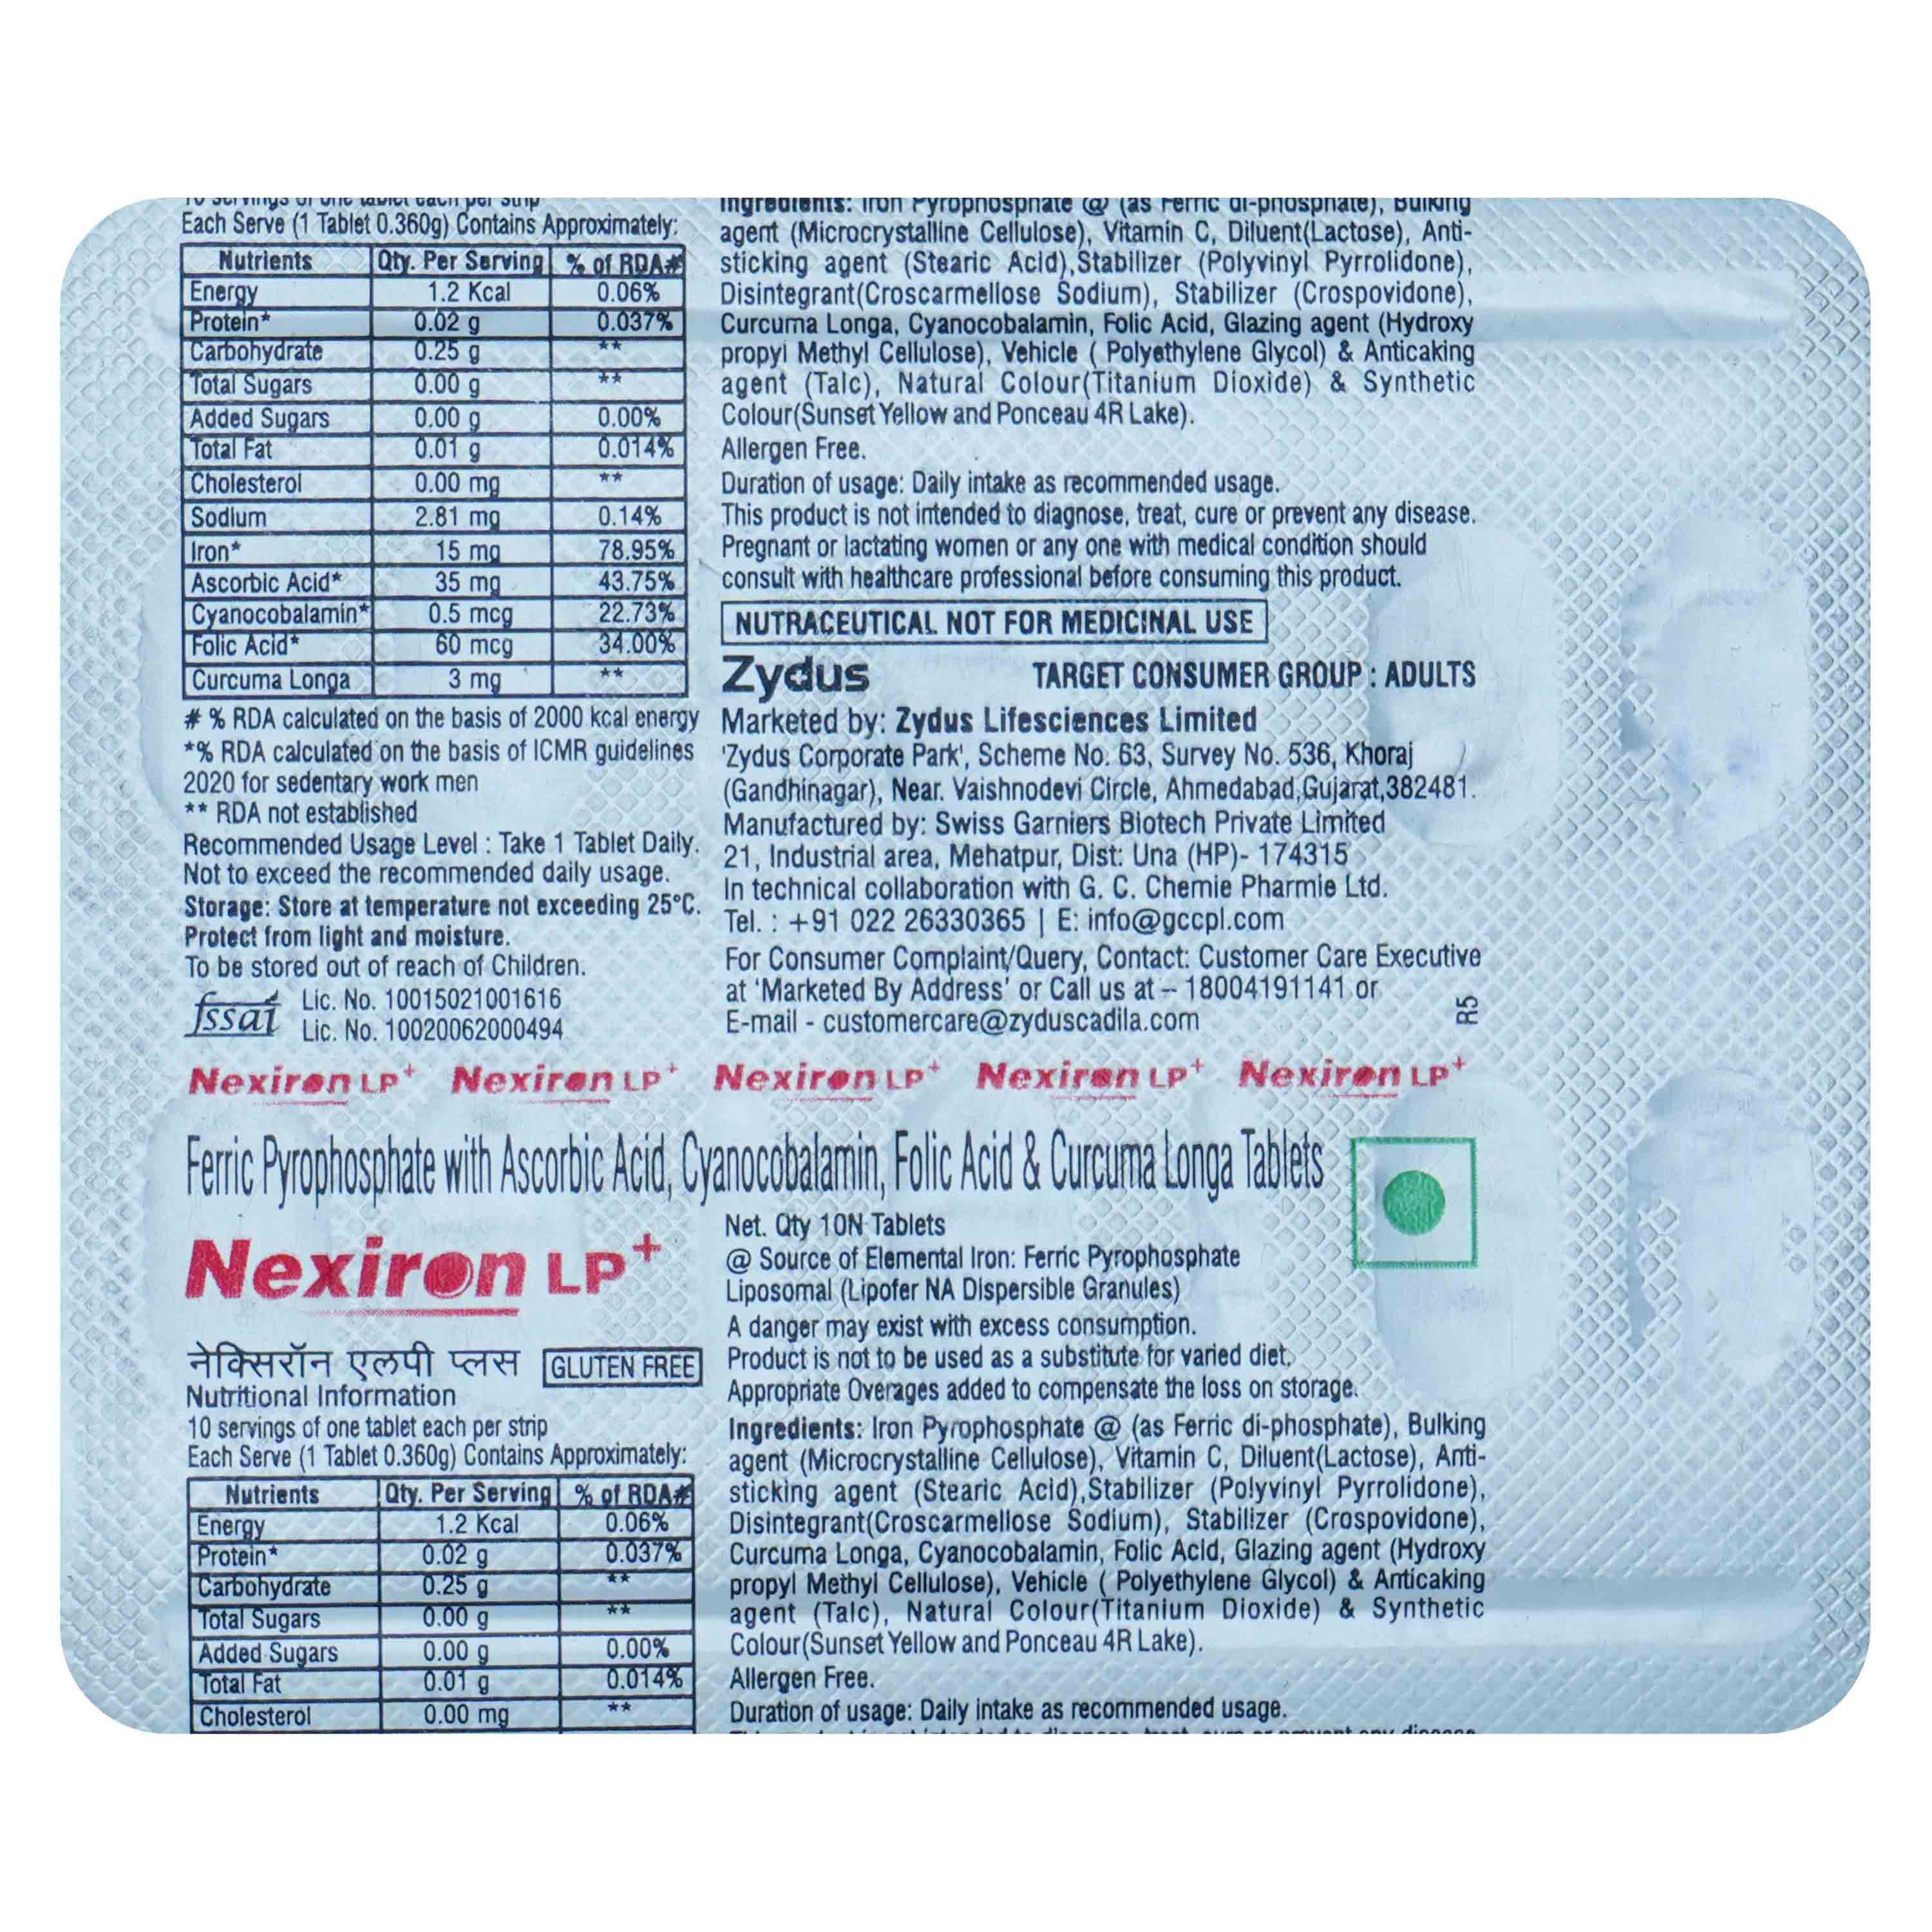 10 servings of one tablet each per strip
Each Serve (1 Tablet 0.360g) Contains Approximately:
Nutrients Qty. Per Serving % of RDA#
Energy 1.2 Kcal 0.06%
Protein* 0.02 g 0.037%
Carbohydrate 0.25 g **
Total Sugars 0.00 g **
Added Sugars 0.00 g 0.00%
Total Fat 0.01 g 0.014%
Cholesterol 0.00 mg **
Sodium 2.81 mg 0.14%
Iron* 15 mg 78.95%
Ascorbic Acid* 35 mg 43.75%
Cyanocobalamin* 0.5 mcg 22.73%
Folic Acid* 60 mcg 34.00%
Curcuma Longa 3 mg **
# % RDA calculated on the basis of 2000 kcal energy
*% RDA calculated on the basis of ICMR guidelines
2020 for sedentary work men
** RDA not established
Recommended Usage Level : Take 1 Tablet Daily.
Not to exceed the recommended daily usage.
Storage: Store at temperature not exceeding 25°C.
Protect from light and moisture.
To be stored out of reach of Children.
fssai Lic. No. 10015021001616
Lic. No. 10020062000494
Ingredients: Iron Pyrophosphate @ (as Ferric di-phosphate), Bulking
agent (Microcrystalline Cellulose), Vitamin C, Diluent(Lactose), Anti-
sticking agent (Stearic Acid),Stabilizer (Polyvinyl Pyrrolidone),
Disintegrant(Croscarmellose Sodium), Stabilizer (Crospovidone),
Curcuma Longa, Cyanocobalamin, Folic Acid, Glazing agent (Hydroxy
propyl Methyl Cellulose), Vehicle ( Polyethylene Glycol) & Anticaking
agent (Talc), Natural Colour(Titanium Dioxide) & Synthetic
Colour(Sunset Yellow and Ponceau 4R Lake).
Allergen Free.
Duration of usage: Daily intake as recommended usage.
This product is not intended to diagnose, treat, cure or prevent any disease.
Pregnant or lactating women or any one with medical condition should
consult with healthcare professional before consuming this product.
NUTRACEUTICAL NOT FOR MEDICINAL USE
Zydus TARGET CONSUMER GROUP : ADULTS
Marketed by: Zydus Lifesciences Limited
'Zydus Corporate Park', Scheme No. 63, Survey No. 536, Khoraj
(Gandhinagar), Near. Vaishnodevi Circle, Ahmedabad,Gujarat,382481.
Manufactured by: Swiss Garniers Biotech Private Limited
21, Industrial area, Mehatpur, Dist: Una (HP)- 174315
In technical collaboration with G. C. Chemie Pharmie Ltd.
Tel. : +91 022 26330365 | E: info@gccpl.com
For Consumer Complaint/Query, Contact: Customer Care Executive
at 'Marketed By Address' or Call us at – 18004191141 or
E-mail - customercare@zyduscadila.com
R5
Nexiron LP+ Nexiron LP+ Nexiron LP+ Nexiron LP+ Nexiron LP+
Ferric Pyrophosphate with Ascorbic Acid, Cyanocobalamin, Folic Acid & Curcuma Longa Tablets
Nexiron LP+
नेक्सिरॉन एलपी प्लस GLUTEN FREE
Nutritional Information
10 servings of one tablet each per strip
Each Serve (1 Tablet 0.360g) Contains Approximately:
Nutrients Qty. Per Serving % of RDA#
Energy 1.2 Kcal 0.06%
Protein* 0.02 g 0.037%
Carbohydrate 0.25 g **
Total Sugars 0.00 g **
Added Sugars 0.00 g 0.00%
Total Fat 0.01 g 0.014%
Cholesterol 0.00 mg **
Net. Qty 10N Tablets
@ Source of Elemental Iron: Ferric Pyrophosphate
Liposomal (Lipofer NA Dispersible Granules)
A danger may exist with excess consumption.
Product is not to be used as a substitute for varied diet.
Appropriate Overages added to compensate the loss on storage.
Ingredients: Iron Pyrophosphate @ (as Ferric di-phosphate), Bulking
agent (Microcrystalline Cellulose), Vitamin C, Diluent(Lactose), Anti-
sticking agent (Stearic Acid),Stabilizer (Polyvinyl Pyrrolidone),
Disintegrant(Croscarmellose Sodium), Stabilizer (Crospovidone),
Curcuma Longa, Cyanocobalamin, Folic Acid, Glazing agent (Hydroxy
propyl Methyl Cellulose), Vehicle ( Polyethylene Glycol) & Anticaking
agent (Talc), Natural Colour(Titanium Dioxide) & Synthetic
Colour(Sunset Yellow and Ponceau 4R Lake).
Allergen Free.
Duration of usage: Daily intake as recommended usage.